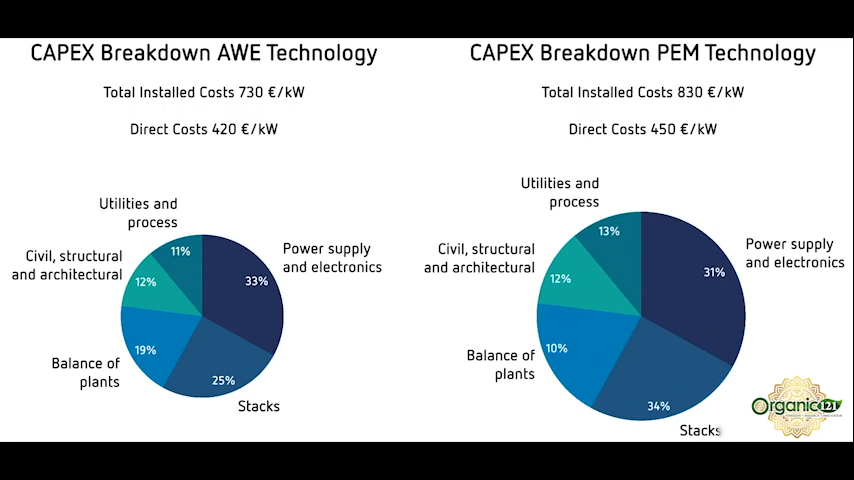 CAPEX Breakdown AWE Technology
Total Installed Costs 730 €/kW
Direct Costs 420 €/kW
Utilities and
process
11%
Civil, structural
and architectural
12%
Power supply
and electronics
33%
Balance of
plants
19%
25%
Stacks
CAPEX Breakdown PEM Technology
Total Installed Costs 830 €/kW
Direct Costs 450 €/kW
Utilities and
process
13%
Civil, structural
and architectural
12%
Power supply
and electronics
31%
Balance of
plants
10%
34%
Stacks
Organic 121